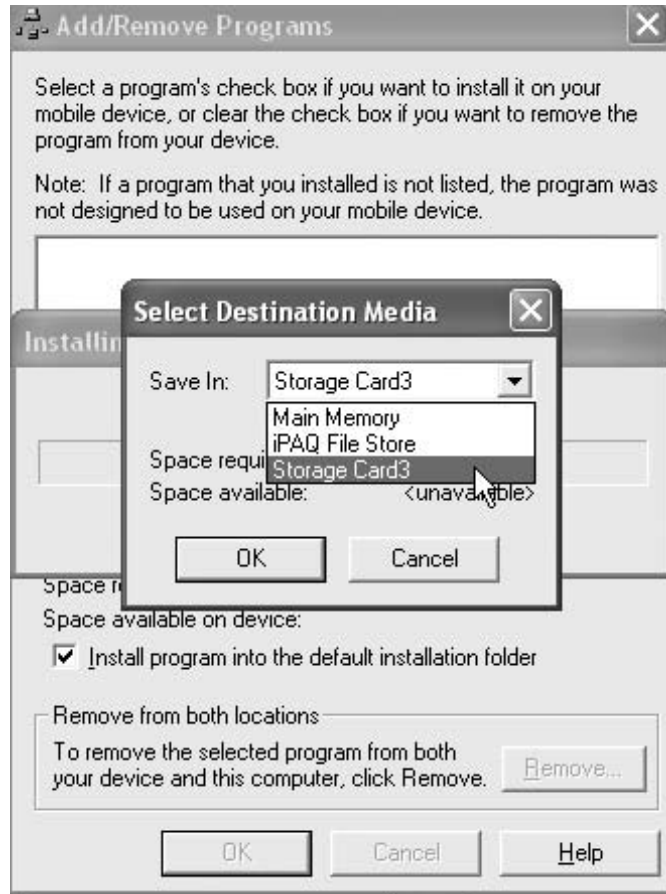 Add/Remove Programs
Select a program's check box if you want to install it on your
mobile device, or clear the check box if you want to remove the
program from your device.
Note: If a program that you installed is not listed, the program was
not designed to be used on your mobile device.
Select Destination Media
Installin
Save In: Storage Card3
Main Memory
iPAQ File Store
Space requi
Storage Card3
Space available: <unavailable>
OK Cancel
Space r
Space available on device:
Install program into the default installation folder
Remove from both locations
To remove the selected program from both
your device and this computer, click Remove.
Remove...
OK Cancel Help